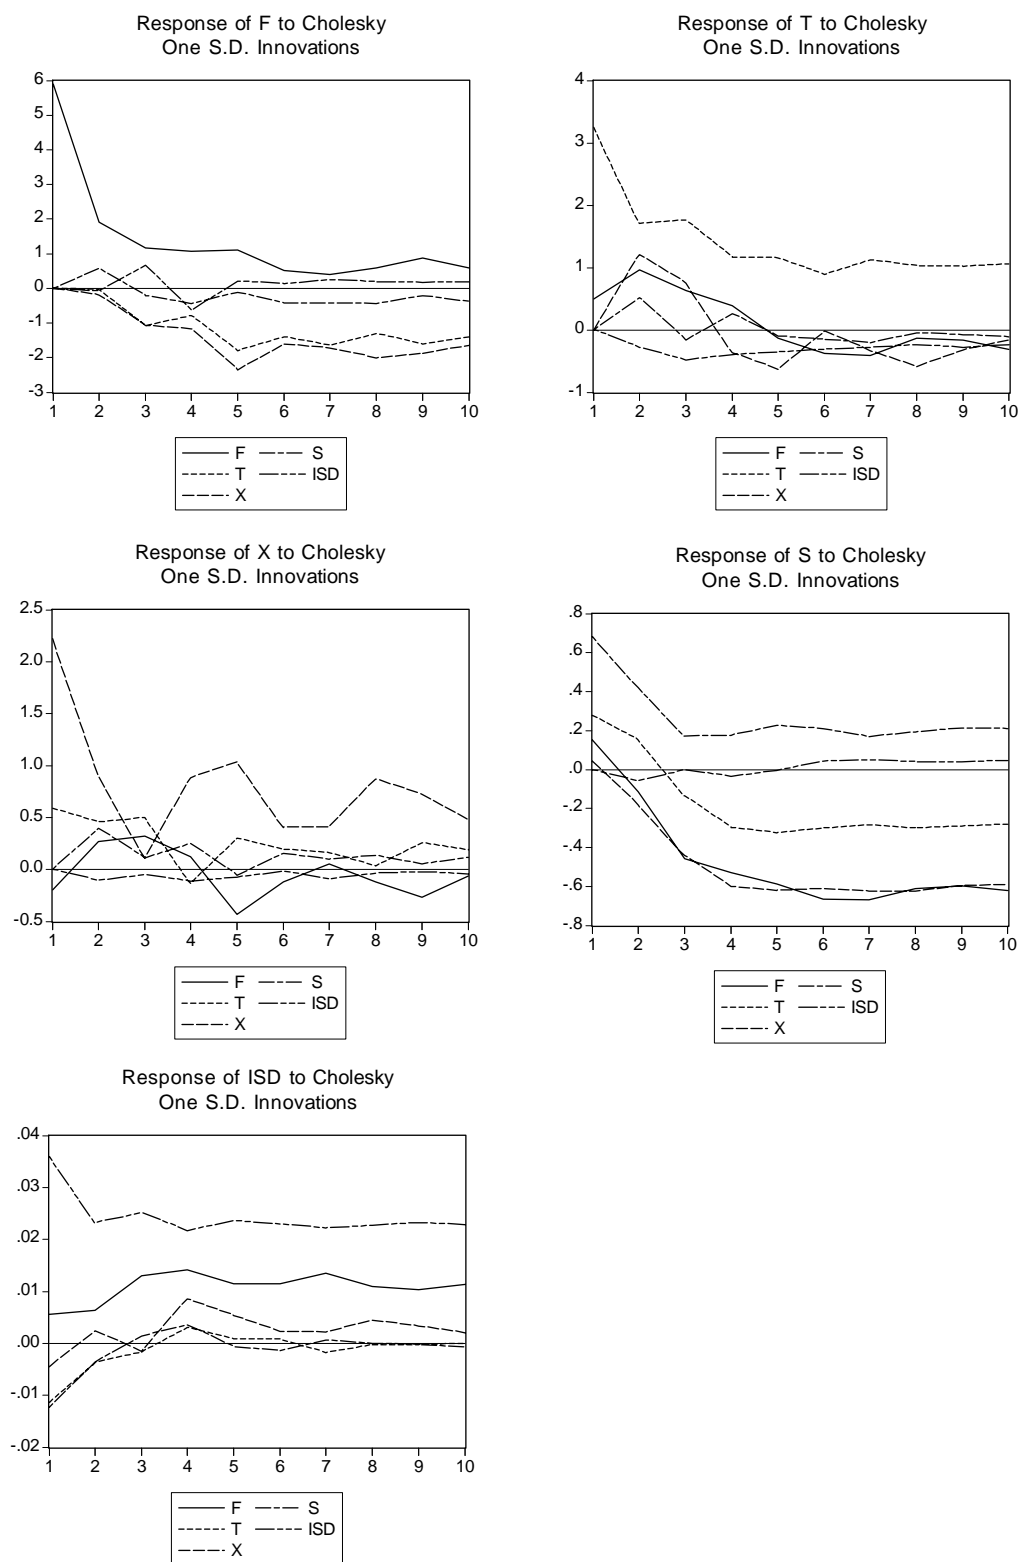 Response of F to Cholesky
One S.D. Innovations
6
5
4
3
2
1
0
-1
-2
-3
1 2 3 4 5 6 7 8 9 10
F S
T ISD
X
Response of T to Cholesky
One S.D. Innovations
4
3
2
1
0
-1
1 2 3 4 5 6 7 8 9 10
F S
T ISD
X
Response of X to Cholesky
One S.D. Innovations
2.5
2.0
1.5
1.0
0.5
0.0
-0.5
1 2 3 4 5 6 7 8 9 10
F S
T ISD
X
Response of S to Cholesky
One S.D. Innovations
.8
.6
.4
.2
.0
-.2
-.4
-.6
-.8
1 2 3 4 5 6 7 8 9 10
F S
T ISD
X
Response of ISD to Cholesky
One S.D. Innovations
.04
.03
.02
.01
.00
-.01
-.02
1 2 3 4 5 6 7 8 9 10
F S
T ISD
X